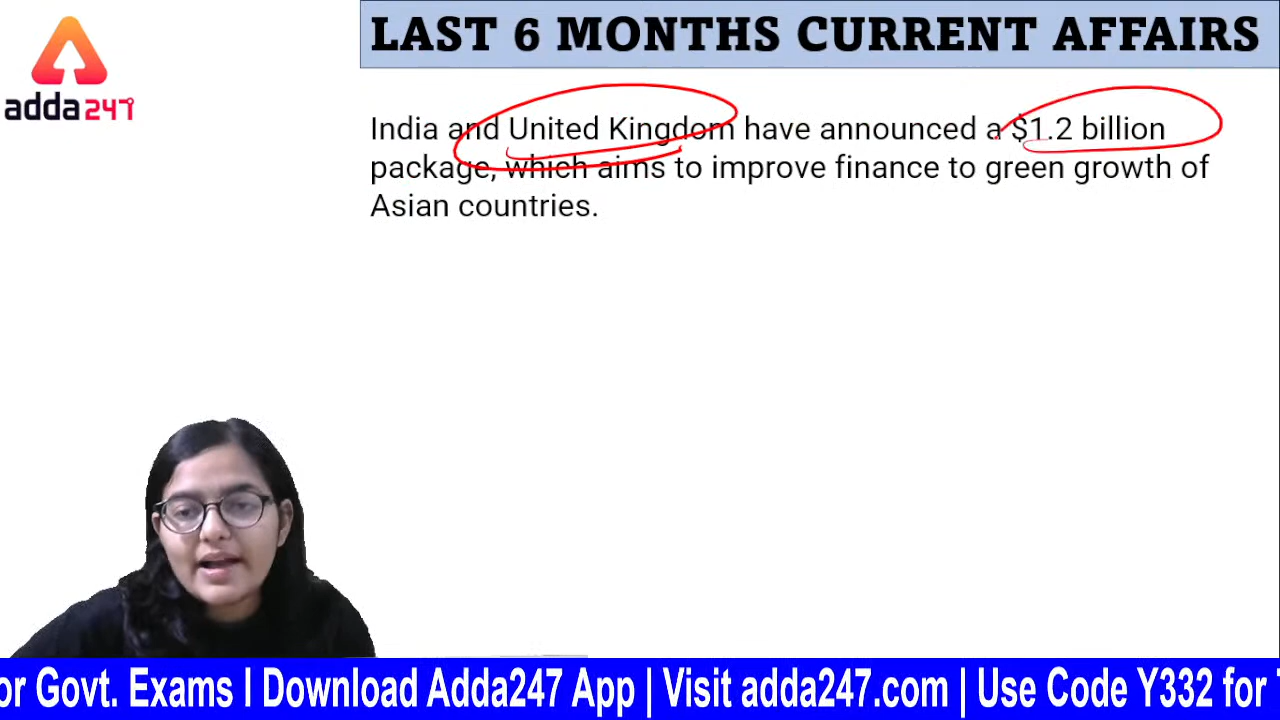 LAST 6 MONTHS CURRENT AFFAIRS
adda247
India and United Kingdom have announced a $1.2 billion
package, which aims to improve finance to green growth of
Asian countries.
or Govt. Exams I Download Adda247 App | Visit adda247.com | Use Code Y332 for